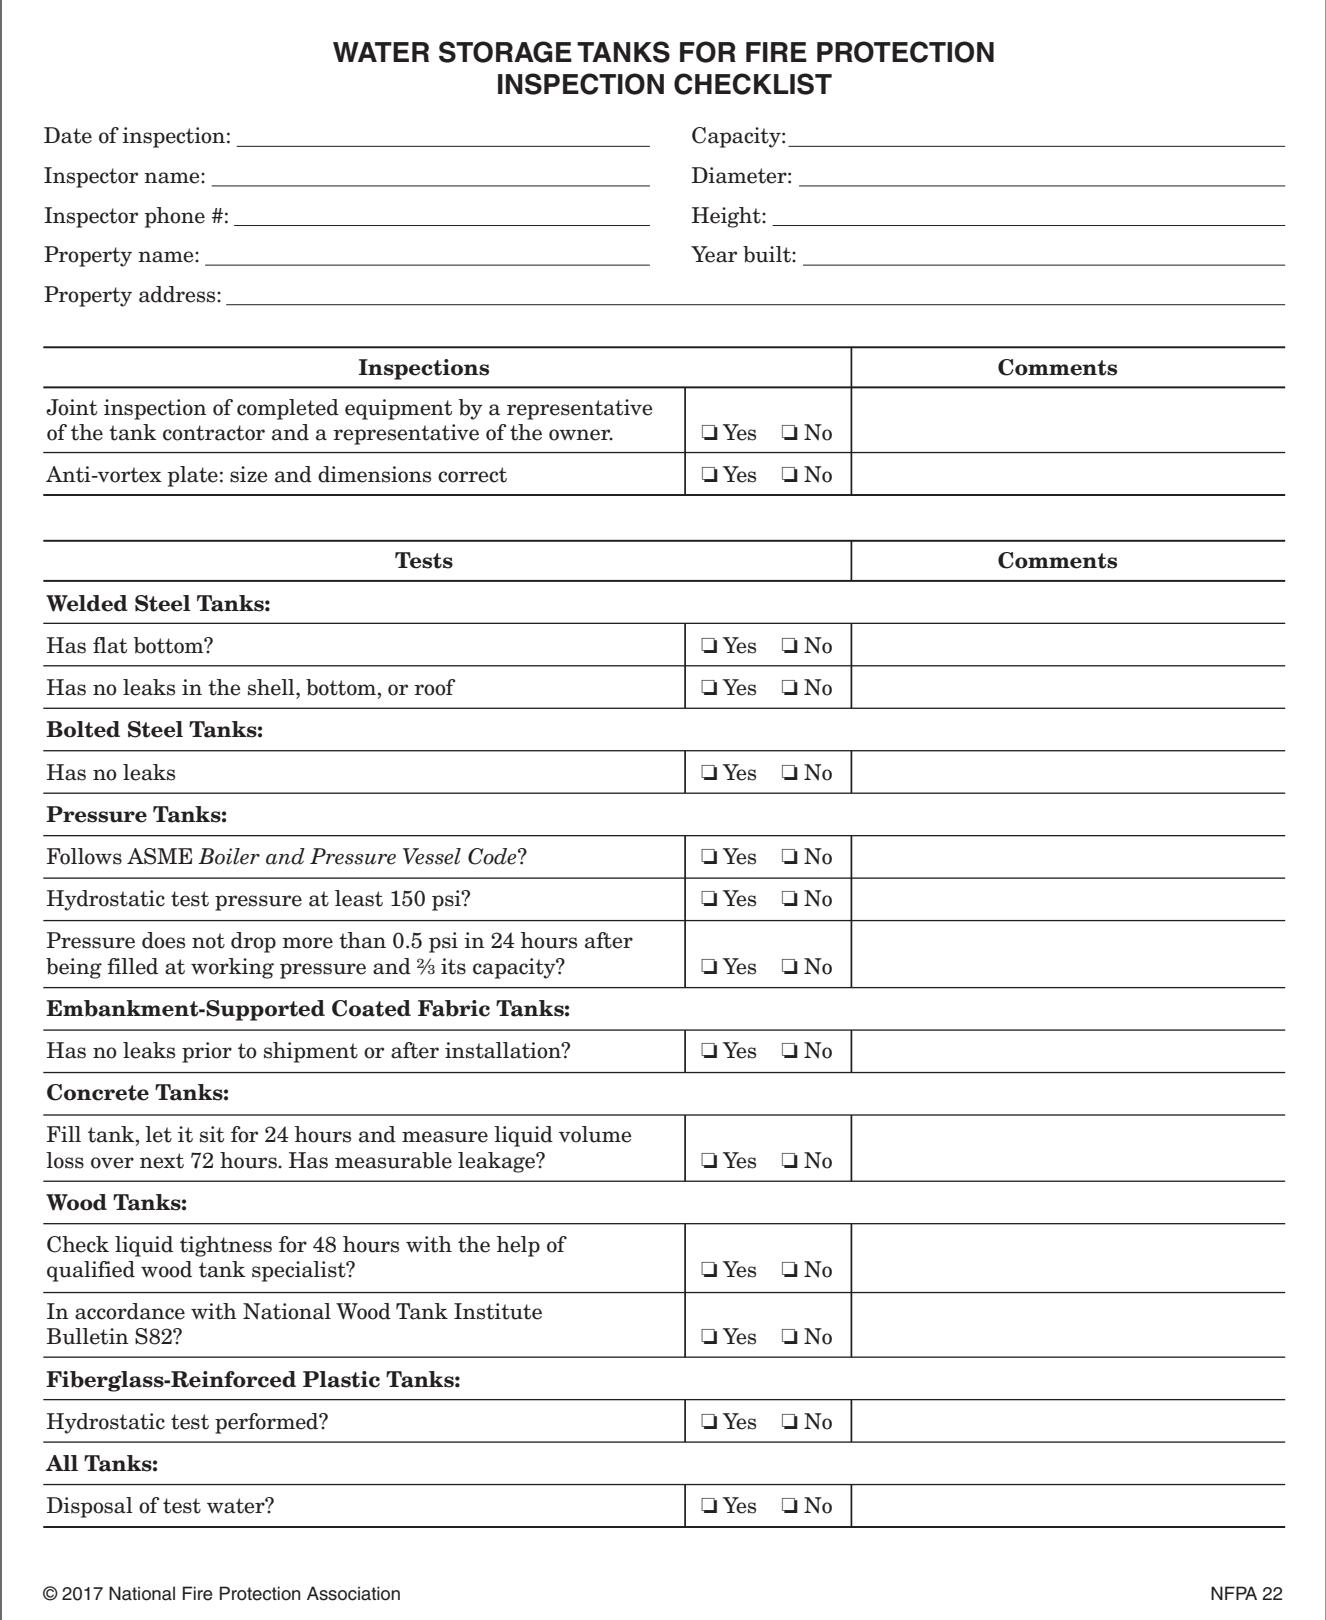 WATER STORAGE TANKS FOR FIRE PROTECTION
INSPECTION CHECKLIST
Date of inspection:
Capacity:
Inspector name:
Diameter:
Inspector phone #:
Height:
Property name:
Year built:
Property address:
Inspections
Comments
Joint inspection of completed equipment by a representative
of the tank contractor and a representative of the owner.
❏ Yes ❏ No
Anti-vortex plate: size and dimensions correct
❏ Yes ❏ No
Tests
Comments
Welded Steel Tanks:
Has flat bottom?
❏ Yes ❏ No
Has no leaks in the shell, bottom, or roof
❏ Yes ❏ No
Bolted Steel Tanks:
Has no leaks
❏ Yes ❏ No
Pressure Tanks:
Follows ASME Boiler and Pressure Vessel Code?
❏ Yes ❏ No
Hydrostatic test pressure at least 150 psi?
❏ Yes ❏ No
Pressure does not drop more than 0.5 psi in 24 hours after
being filled at working pressure and ⅔ its capacity?
❏ Yes ❏ No
Embankment-Supported Coated Fabric Tanks:
Has no leaks prior to shipment or after installation?
❏ Yes ❏ No
Concrete Tanks:
Fill tank, let it sit for 24 hours and measure liquid volume
loss over next 72 hours. Has measurable leakage?
❏ Yes ❏ No
Wood Tanks:
Check liquid tightness for 48 hours with the help of
qualified wood tank specialist?
❏ Yes ❏ No
In accordance with National Wood Tank Institute
Bulletin S82?
❏ Yes ❏ No
Fiberglass-Reinforced Plastic Tanks:
Hydrostatic test performed?
❏ Yes ❏ No
All Tanks:
Disposal of test water?
❏ Yes ❏ No
© 2017 National Fire Protection Association
NFPA 22